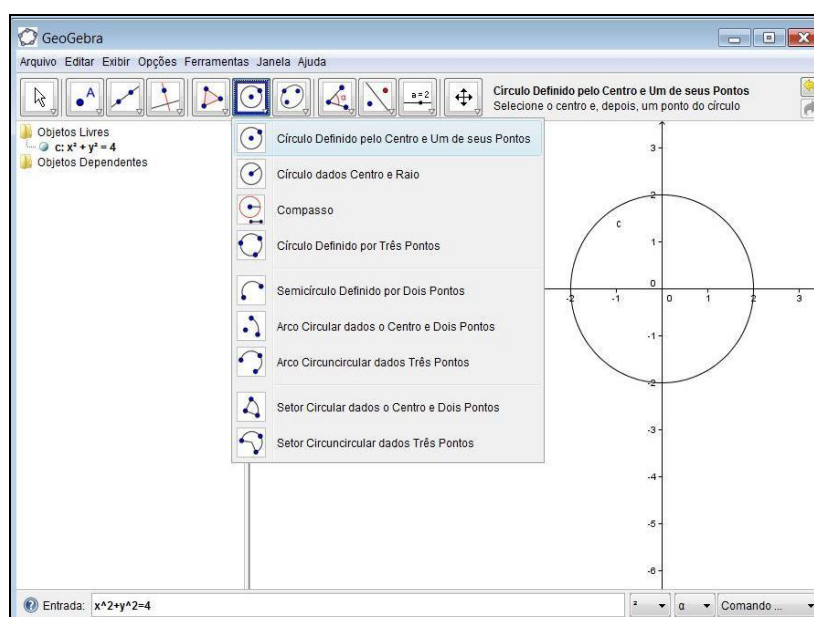 GeoGebra
Arquivo Editar Exibir Opções Ferramentas Janela Ajuda
A
α
a=2
Círculo Definido pelo Centro e Um de seus Pontos
Selecione o centro e, depois, um ponto do círculo
Objetos Livres
c: x² + y² = 4
Objetos Dependentes
Círculo Definido pelo Centro e Um de seus Pontos
Círculo dados Centro e Raio
Compasso
Círculo Definido por Três Pontos
Semicírculo Definido por Dois Pontos
Arco Circular dados o Centro e Dois Pontos
Arco Circuncircular dados Três Pontos
Setor Circular dados o Centro e Dois Pontos
Setor Circuncircular dados Três Pontos
3
2
c
1
0
-2 -1 0 1 2 3
-1
-2
-3
-4
-5
-6
Entrada: x^2+y^2=4
² α Comando ...